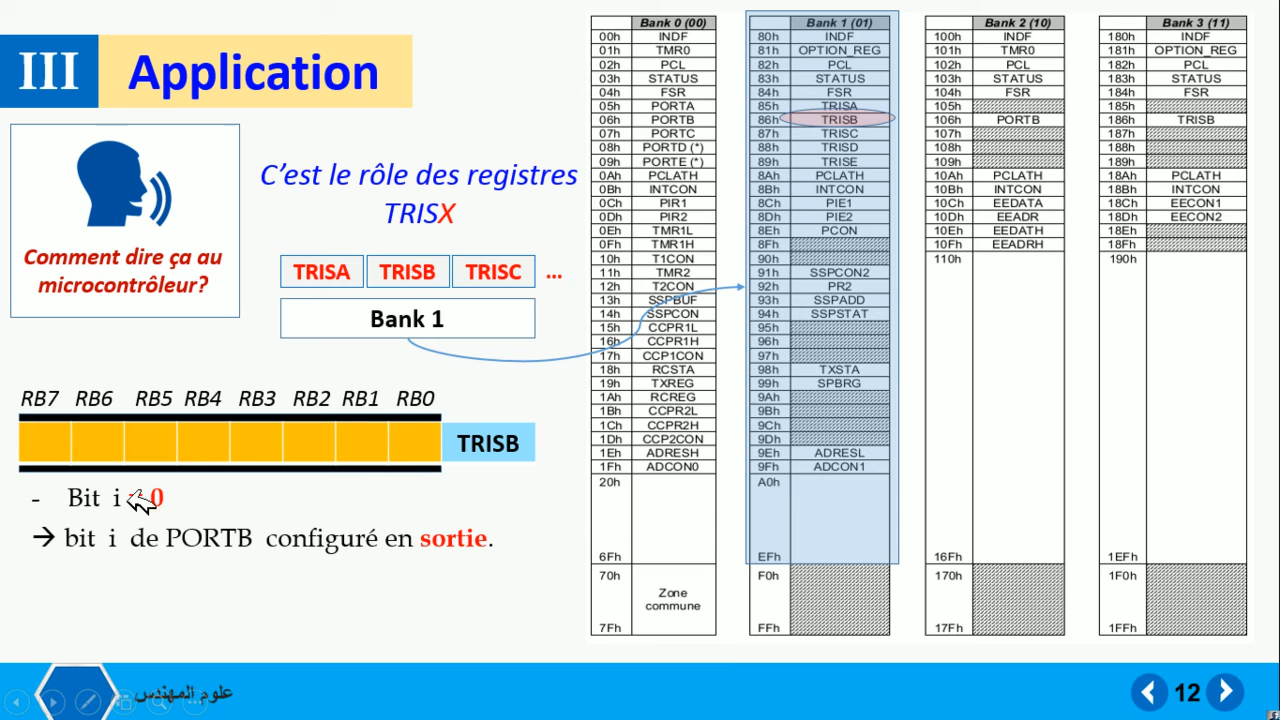 III Application
Comment dire ça au
microcontrôleur?
C'est le rôle des registres
TRISX
TRISA TRISB TRISC ...
Bank 1
RB7 RB6 RB5 RB4 RB3 RB2 RB1 RB0
TRISB
- Bit i = 0
→ bit i de PORTB configuré en sortie.
Bank 0 (00)
00h INDF
01h TMR0
02h PCL
03h STATUS
04h FSR
05h PORTA
06h PORTB
07h PORTC
08h PORTD (*)
09h PORTE (*)
0Ah PCLATH
0Bh INTCON
0Ch PIR1
0Dh PIR2
0Eh TMR1L
0Fh TMR1H
10h T1CON
11h TMR2
12h T2CON
13h SSPBUF
14h SSPCON
15h CCPR1L
16h CCPR1H
17h CCP1CON
18h RCSTA
19h TXREG
1Ah RCREG
1Bh CCPR2L
1Ch CCPR2H
1Dh CCP2CON
1Eh ADRESH
1Fh ADCON0
20h
6Fh
70h
Zone
commune
7Fh
Bank 1 (01)
80h INDF
81h OPTION_REG
82h PCL
83h STATUS
84h FSR
85h TRISA
86h TRISB
87h TRISC
88h TRISD
89h TRISE
8Ah PCLATH
8Bh INTCON
8Ch PIE1
8Dh PIE2
8Eh PCON
8Fh
90h
91h SSPCON2
92h PR2
93h SSPADD
94h SSPSTAT
95h
96h
97h
98h TXSTA
99h SPBRG
9Ah
9Bh
9Ch
9Dh
9Eh ADRESL
9Fh ADCON1
A0h
EFh
F0h
FFh
Bank 2 (10)
100h INDF
101h TMR0
102h PCL
103h STATUS
104h FSR
105h
106h PORTB
107h
108h
109h
10Ah PCLATH
10Bh INTCON
10Ch EEDATA
10Dh EEADR
10Eh EEDATH
10Fh EEADRH
110h
16Fh
170h
17Fh
Bank 3 (11)
180h INDF
181h OPTION_REG
182h PCL
183h STATUS
184h FSR
185h
186h TRISB
187h
188h
189h
18Ah PCLATH
18Bh INTCON
18Ch EECON1
18Dh EECON2
18Eh
18Fh
190h
1EFh
1F0h
1FFh
علوم المهندس
12